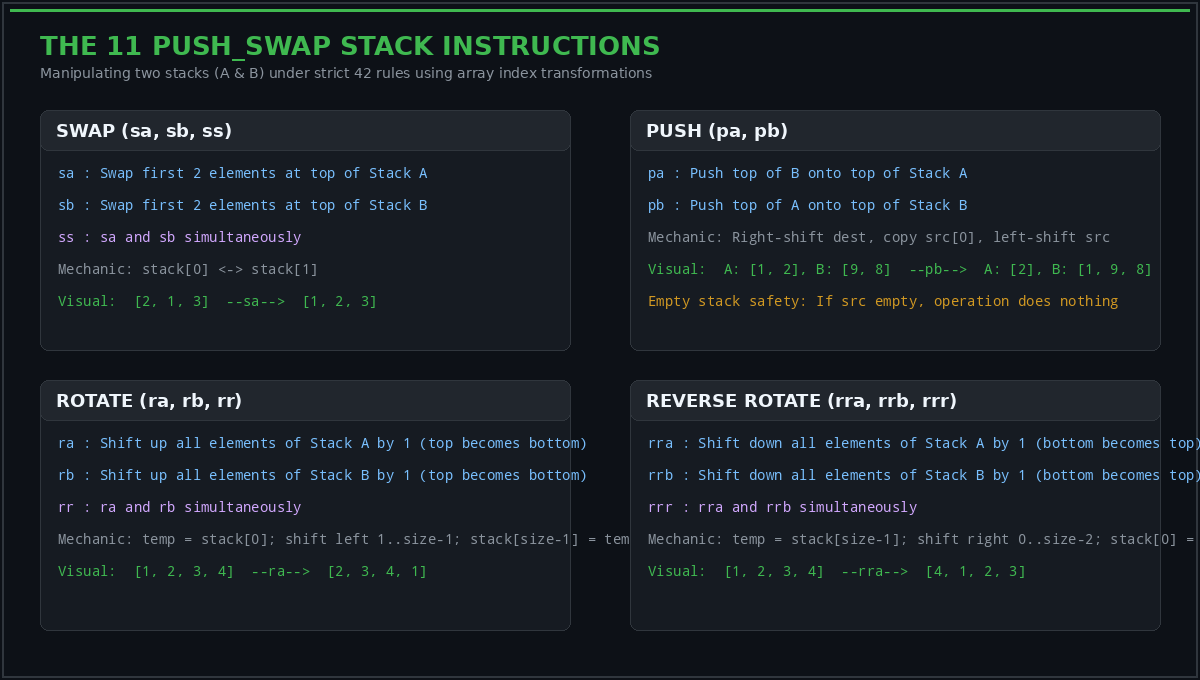 THE 11 PUSH_SWAP STACK INSTRUCTIONS
Manipulating two stacks (A & B) under strict 42 rules using array index transformations
SWAP (sa, sb, ss)
sa : Swap first 2 elements at top of Stack A
sb : Swap first 2 elements at top of Stack B
ss : sa and sb simultaneously
Mechanic: stack[0] <-> stack[1]
Visual:  [2, 1, 3]  --sa-->  [1, 2, 3]
PUSH (pa, pb)
pa : Push top of B onto top of Stack A
pb : Push top of A onto top of Stack B
Mechanic: Right-shift dest, copy src[0], left-shift src
Visual:  A: [1, 2], B: [9, 8]  --pb-->  A: [2], B: [1, 9, 8]
Empty stack safety: If src empty, operation does nothing
ROTATE (ra, rb, rr)
ra : Shift up all elements of Stack A by 1 (top becomes bottom)
rb : Shift up all elements of Stack B by 1 (top becomes bottom)
rr : ra and rb simultaneously
Mechanic: temp = stack[0]; shift left 1..size-1; stack[size-1] = tem
Visual:  [1, 2, 3, 4]  --ra-->  [2, 3, 4, 1]
REVERSE ROTATE (rra, rrb, rrr)
rra : Shift down all elements of Stack A by 1 (bottom becomes top)
rrb : Shift down all elements of Stack B by 1 (bottom becomes top)
rrr : rra and rrb simultaneously
Mechanic: temp = stack[size-1]; shift right 0..size-2; stack[0] =
Visual:  [1, 2, 3, 4]  --rra-->  [4, 1, 2, 3]